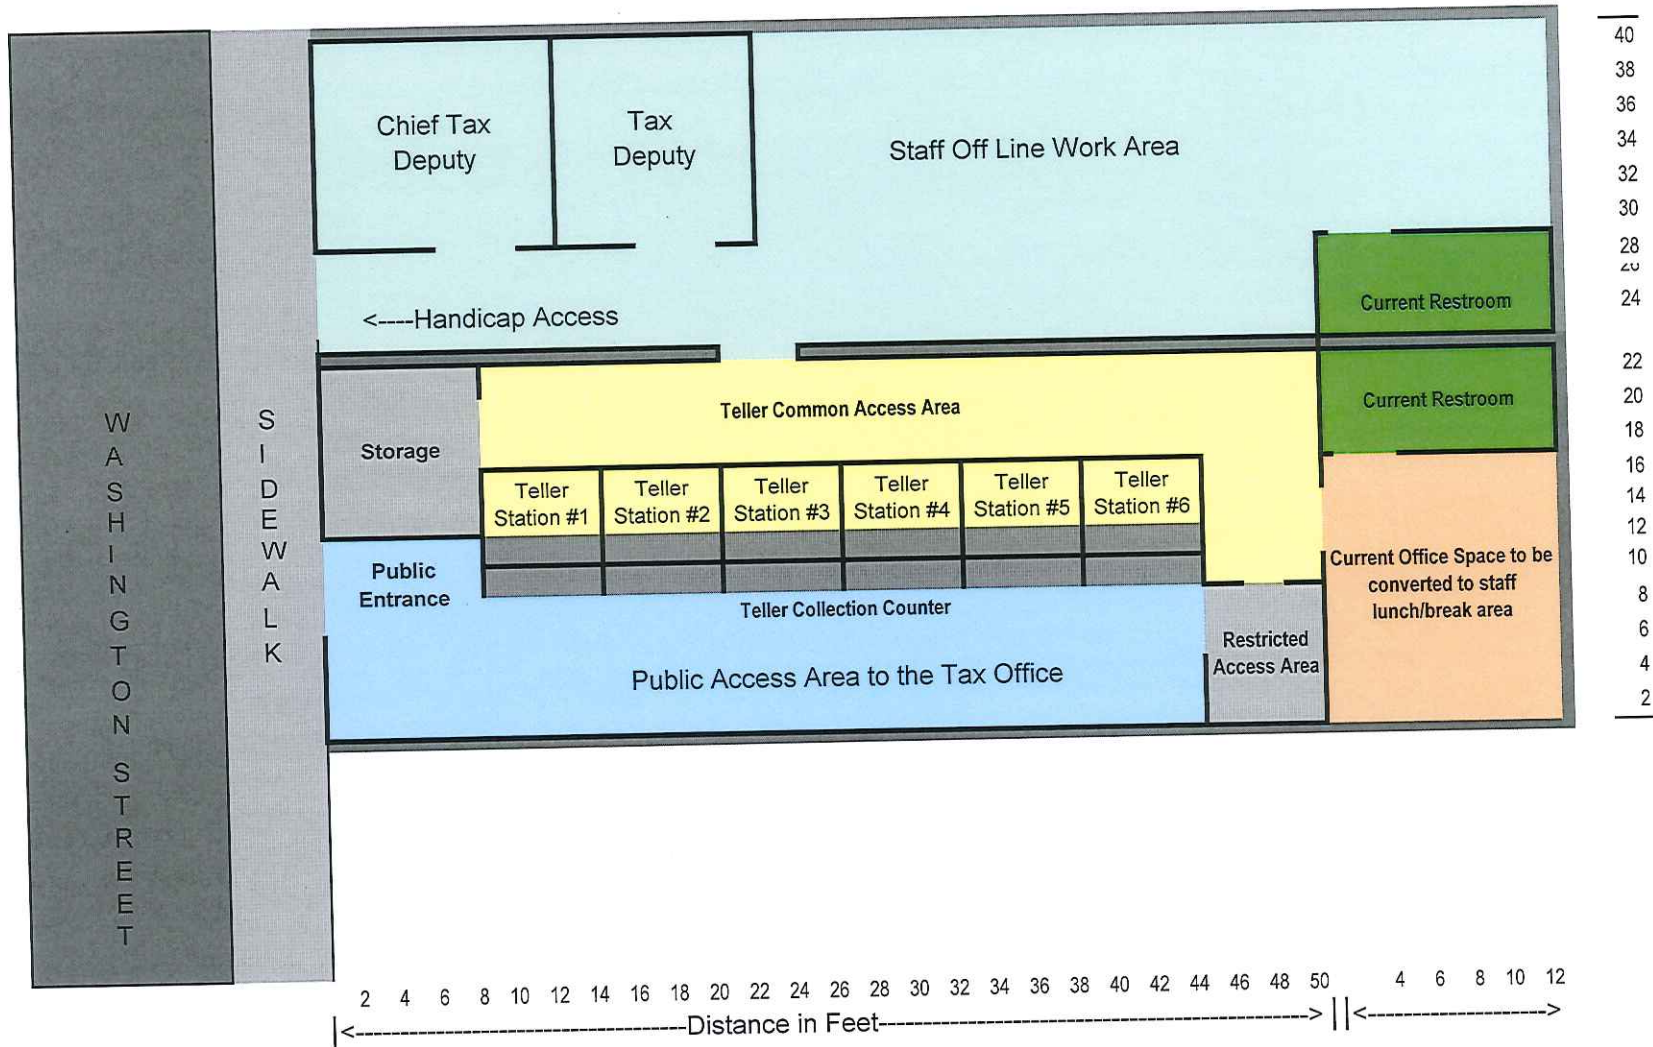 Chief Tax
Deputy
Tax
Deputy
Staff Off Line Work Area
<----Handicap Access
Current Restroom
Current Restroom
Teller Common Access Area
Storage
Teller
Station #1
Teller
Station #2
Teller
Station #3
Teller
Station #4
Teller
Station #5
Teller
Station #6
Public
Entrance
Teller Collection Counter
Public Access Area to the Tax Office
Restricted
Access Area
Current Office Space to be
converted to staff
lunch/break area
WASHINGTON STREET
SIDEWALK
40
38
36
34
32
30
28
24
22
20
18
16
14
12
10
8
6
4
2
2 4 6 8 10 12 14 16 18 20 22 24 26 28 30 32 34 36 38 40 42 44 46 48 50 4 6 8 10 12
|<----Distance in Feet---->||<---->